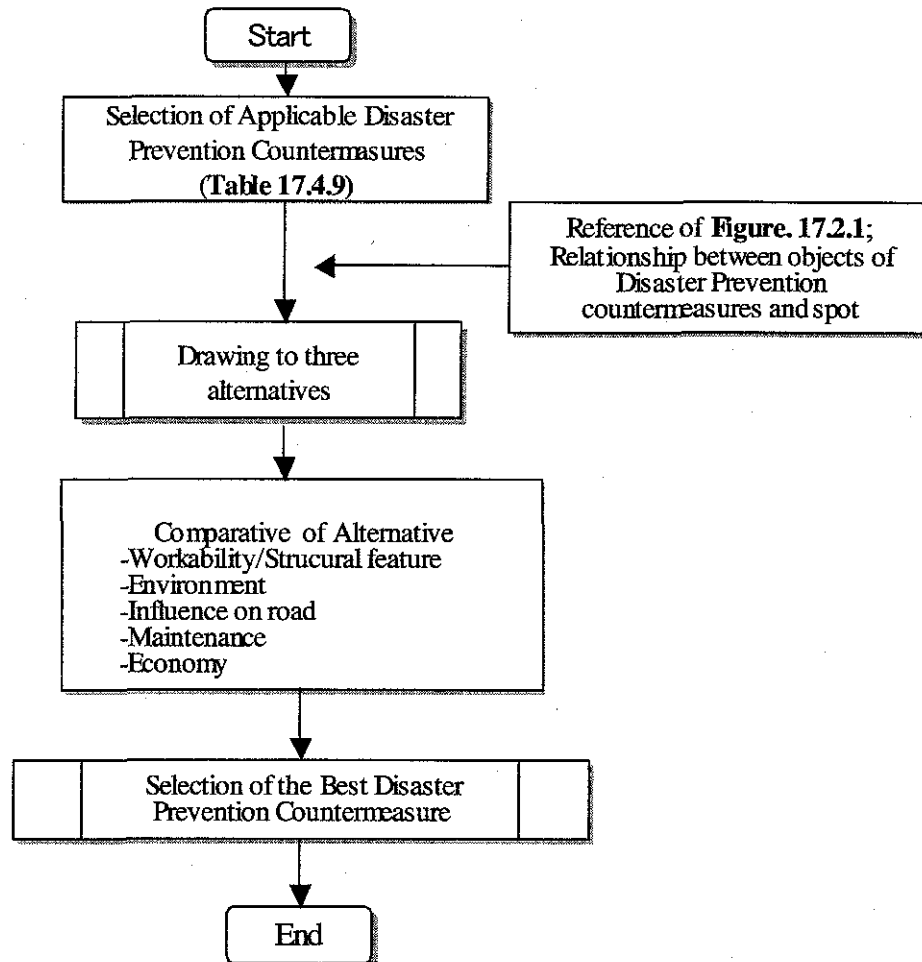 Start
Selection of Applicable Disaster
Prevention Countermasures
(Table 17.4.9)
Reference of Figure. 17.2.1;
Relationship between objects of
Disaster Prevention
countermeasures and spot
Drawing to three
alternatives
Comparative of Alternative
-Workability/Strucural feature
-Environment
-Influence on road
-Maintenance
-Economy
Selection of the Best Disaster
Prevention Countermeasure
End